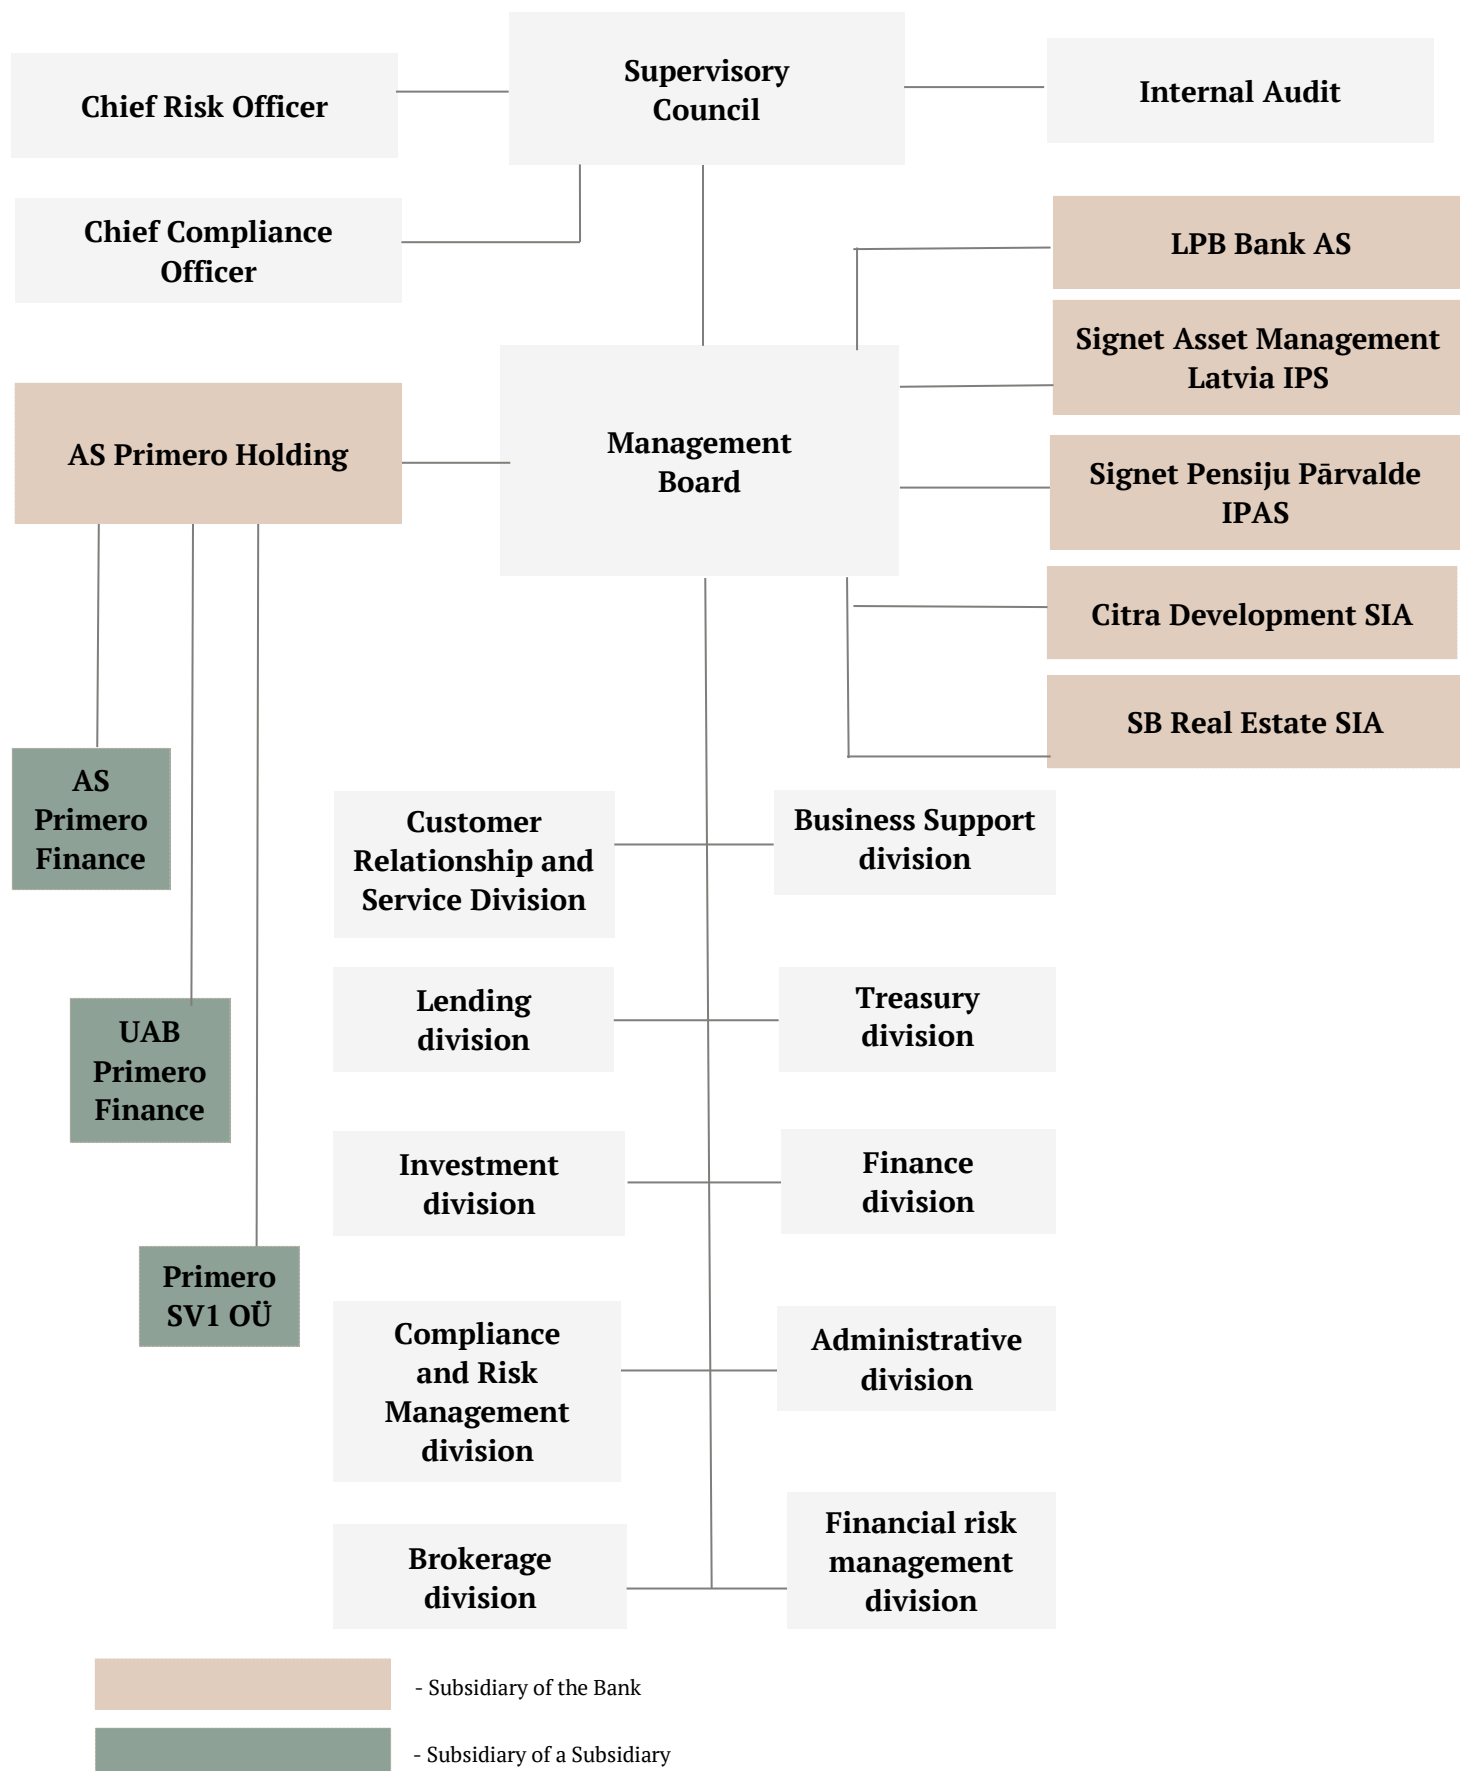 Supervisory
Council
Chief Risk Officer
Internal Audit
Chief Compliance
Officer
LPB Bank AS
Signet Asset Management
Latvia IPS
AS Primero Holding
Management
Board
Signet Pensiju Pārvalde
IPAS
Citra Development SIA
SB Real Estate SIA
AS
Primero
Finance
UAB
Primero
Finance
Primero
SV1 OÜ
Customer
Relationship and
Service Division
Business Support
division
Lending
division
Treasury
division
Investment
division
Finance
division
Compliance
and Risk
Management
division
Administrative
division
Brokerage
division
Financial risk
management
division
- Subsidiary of the Bank
- Subsidiary of a Subsidiary